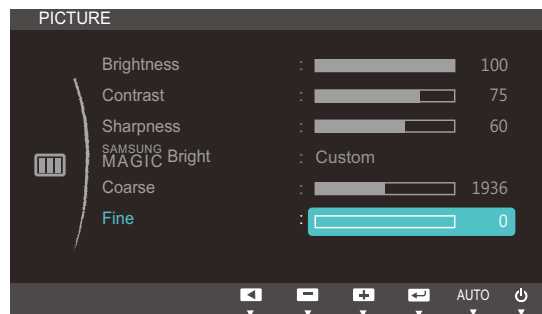 PICTURE
Brightness : 100
Contrast : 75
Sharpness : 60
SAMSUNG
MAGIC Bright : Custom
Coarse : 1936
Fine : 0
AUTO